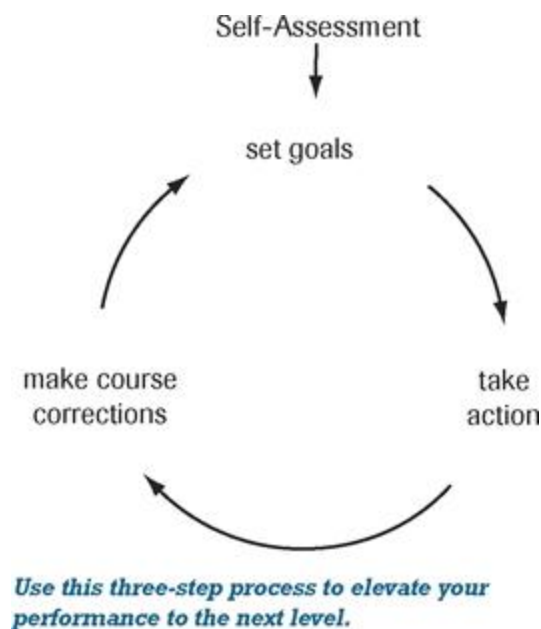 Self-Assessment
set goals
take
action
make course
corrections
Use this three-step process to elevate your
performance to the next level.